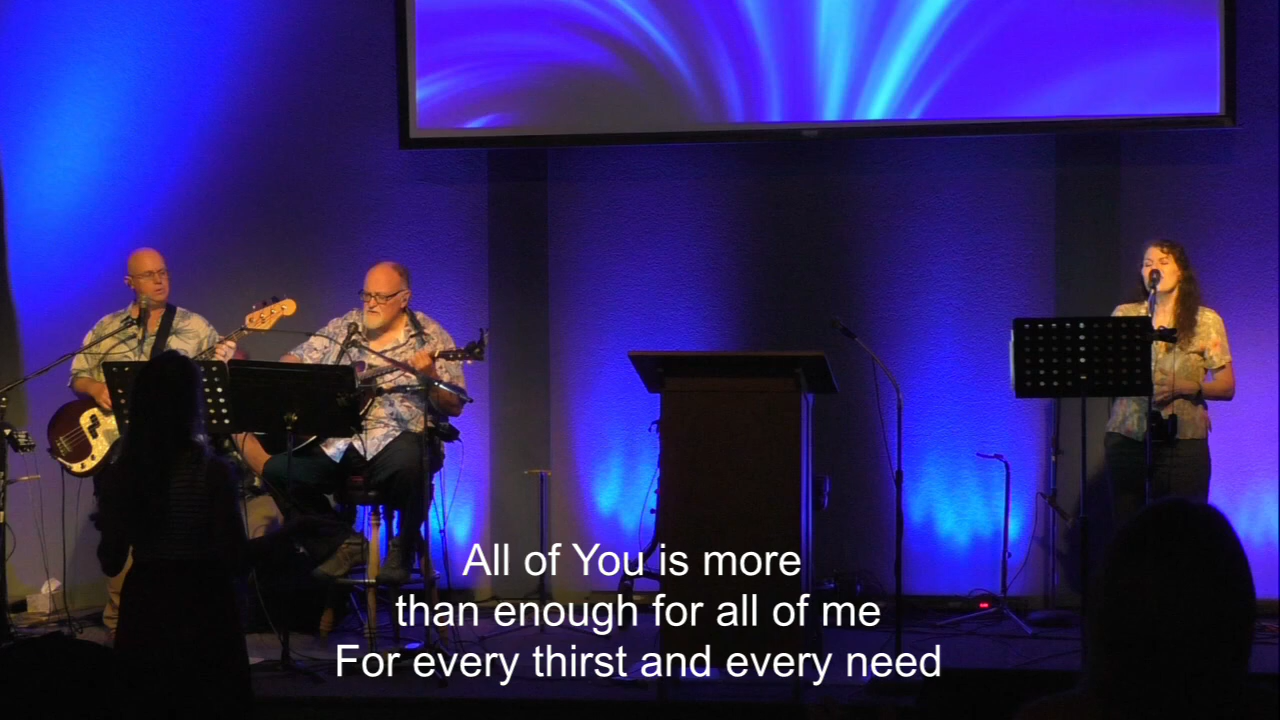 All of You is more
than enough for all of me
For every thirst and every need